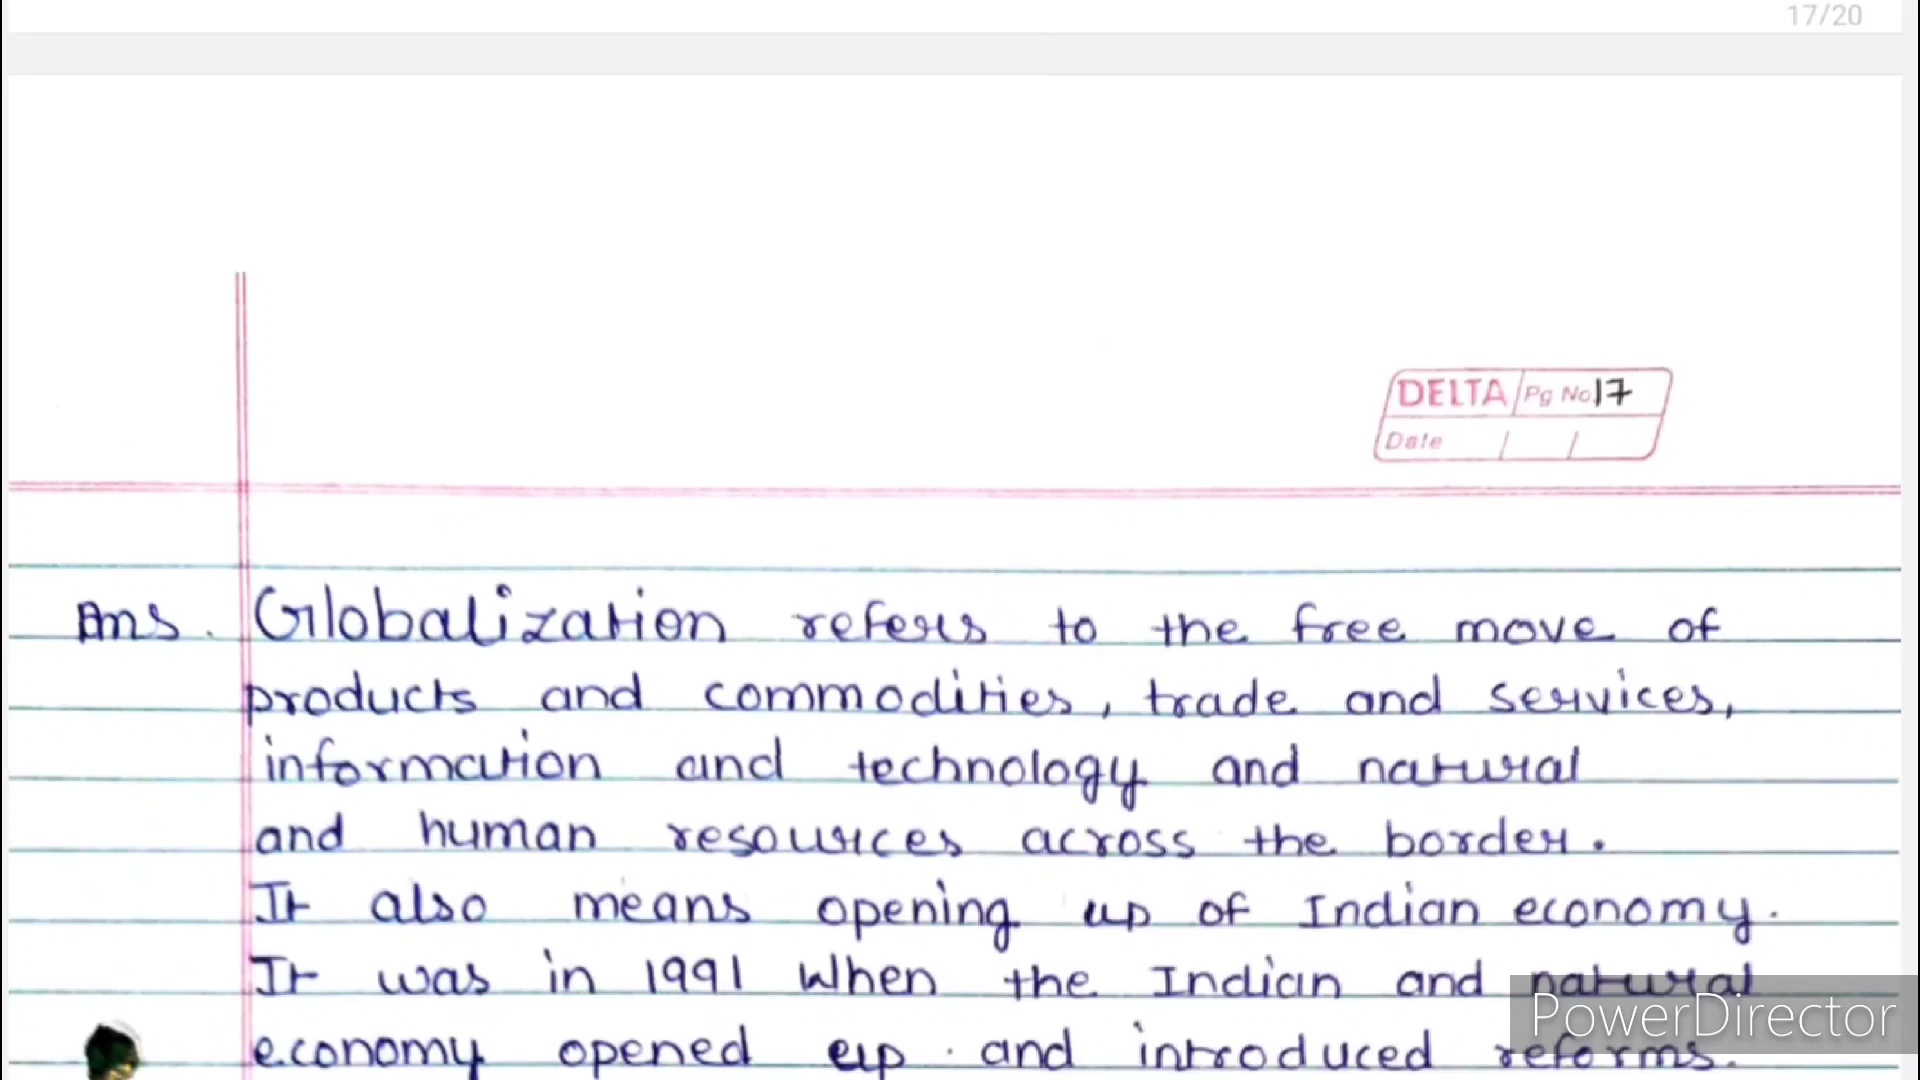 17/20
DELTA Pg No 17
Date / /
Ans. Globalization refers to the free move of
products and commodities, trade and services,
information and technology and natural
and human resources across the border.
It also means opening up of Indian economy.
It was in 1991 When the Indian and natural
economy opened up. and introduced reforms.
PowerDirector